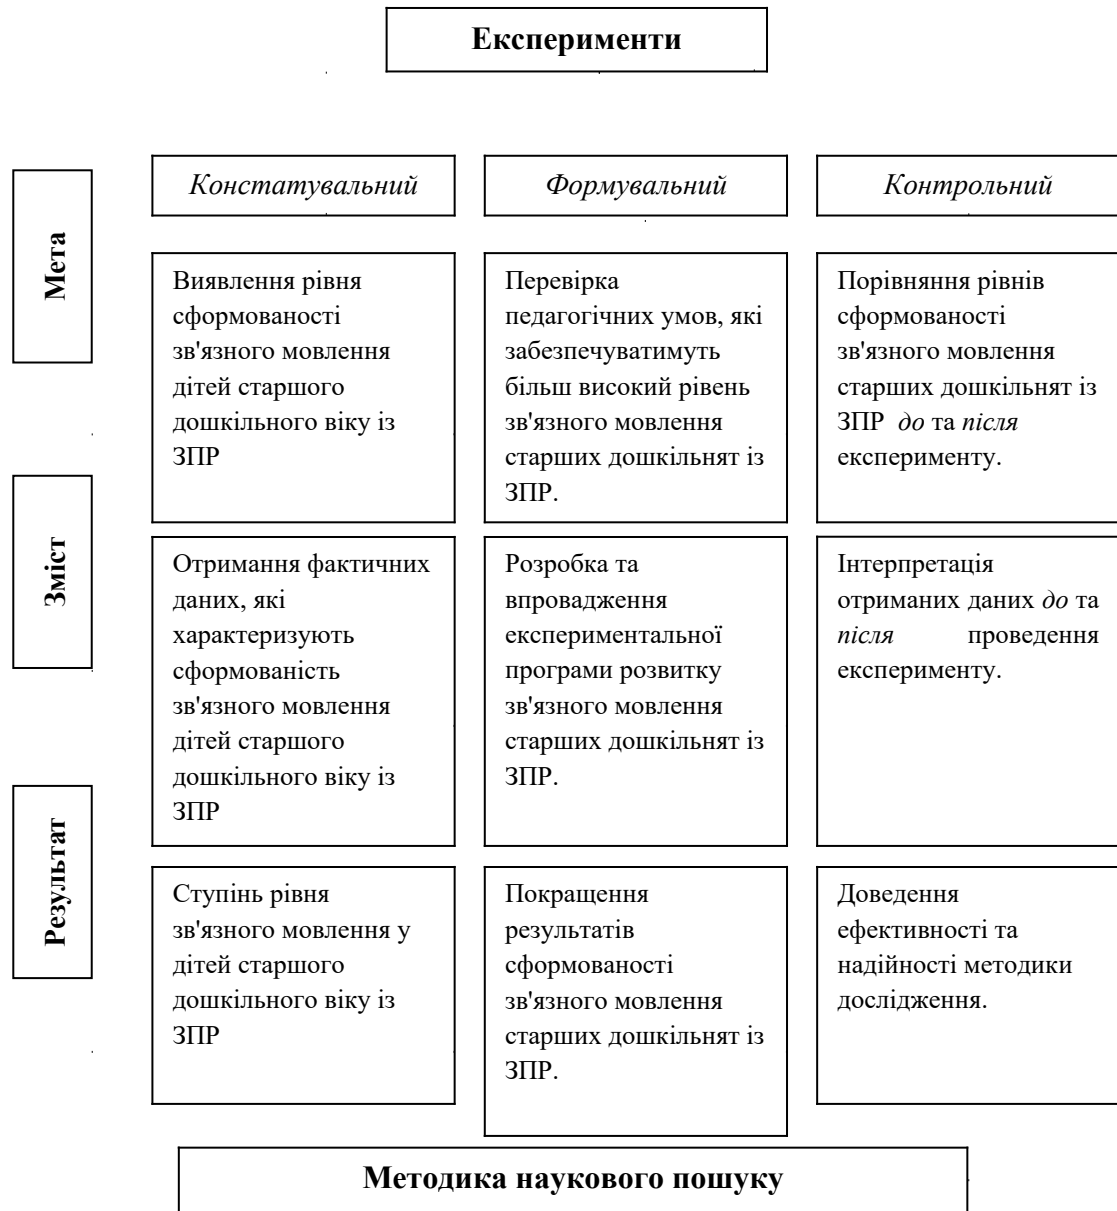 Експерименти
Констатувальний
Формувальний
Контрольний
Мета
Виявлення рівня
сформованості
зв'язного мовлення
дітей старшого
дошкільного віку із
ЗПР
Перевірка
педагогічних умов, які
забезпечуватимуть
більш високий рівень
зв'язного мовлення
старших дошкільнят із
ЗПР.
Порівняння рівнів
сформованості
зв'язного мовлення
старших дошкільнят із
ЗПР до та після
експерименту.
Зміст
Отримання фактичних
даних, які
характеризують
сформованість
зв'язного мовлення
дітей старшого
дошкільного віку із
ЗПР
Розробка та
впровадження
експериментальної
програми розвитку
зв'язного мовлення
старших дошкільнят із
ЗПР.
Інтерпретація
отриманих даних до та
після проведення
експерименту.
Результат
Ступінь рівня
зв'язного мовлення у
дітей старшого
дошкільного віку із
ЗПР
Покращення
результатів
сформованості
зв'язного мовлення
старших дошкільнят із
ЗПР.
Доведення
ефективності та
надійності методики
дослідження.
Методика наукового пошуку